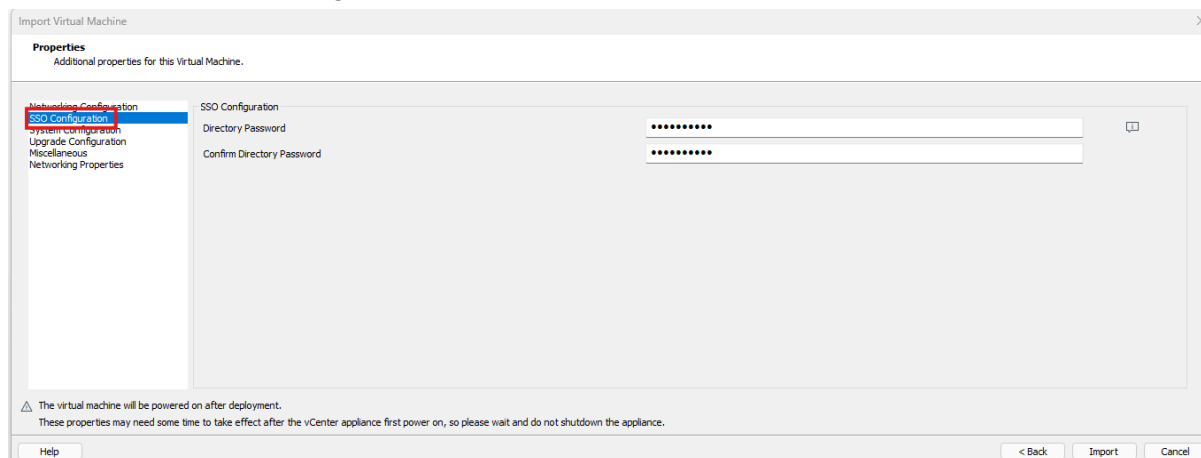 Import Virtual Machine
Properties
Additional properties for this Virtual Machine.
Networking Configuration
SSO Configuration
System Configuration
Upgrade Configuration
Miscellaneous
Networking Properties
SSO Configuration
Directory Password ••••••••••
Confirm Directory Password ••••••••••
The virtual machine will be powered on after deployment.
These properties may need some time to take effect after the vCenter appliance first power on, so please wait and do not shutdown the appliance.
Help < Back Import Cancel